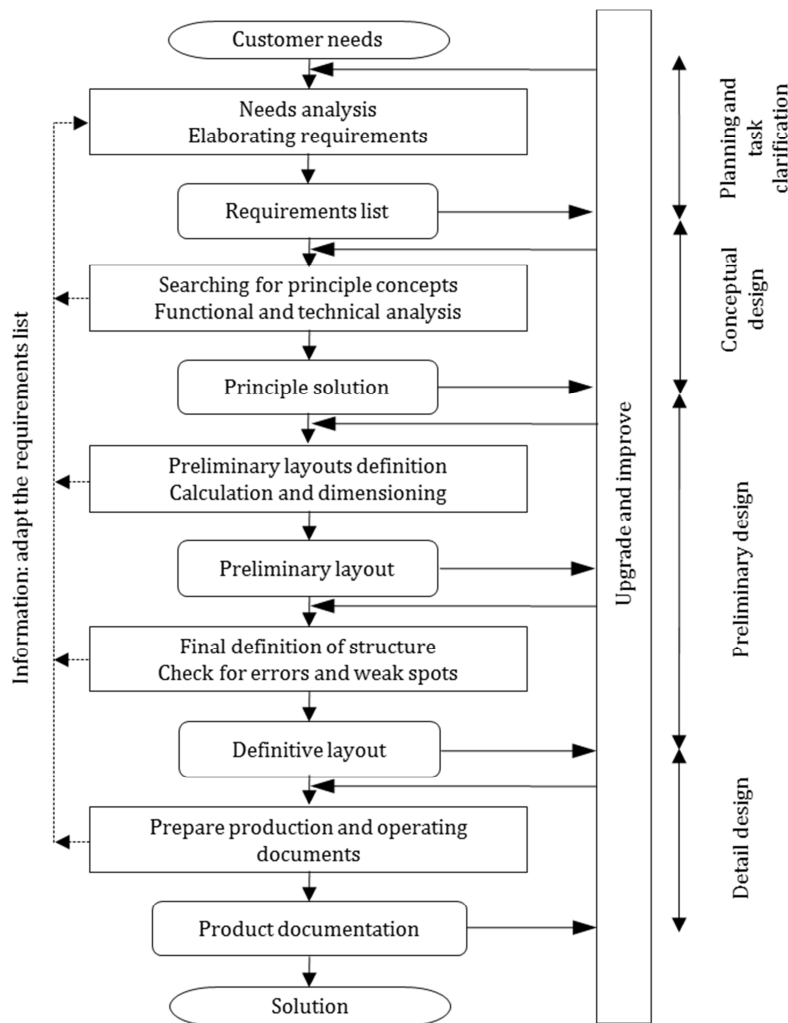 Customer needs
Needs analysis
Elaborating requirements
Requirements list
Searching for principle concepts
Functional and technical analysis
Principle solution
Preliminary layouts definition
Calculation and dimensioning
Preliminary layout
Final definition of structure
Check for errors and weak spots
Definitive layout
Prepare production and operating
documents
Product documentation
Solution
Information: adapt the requirements list
Upgrade and improve
Planning and
task
clarification
Conceptual
design
Preliminary design
Detail design